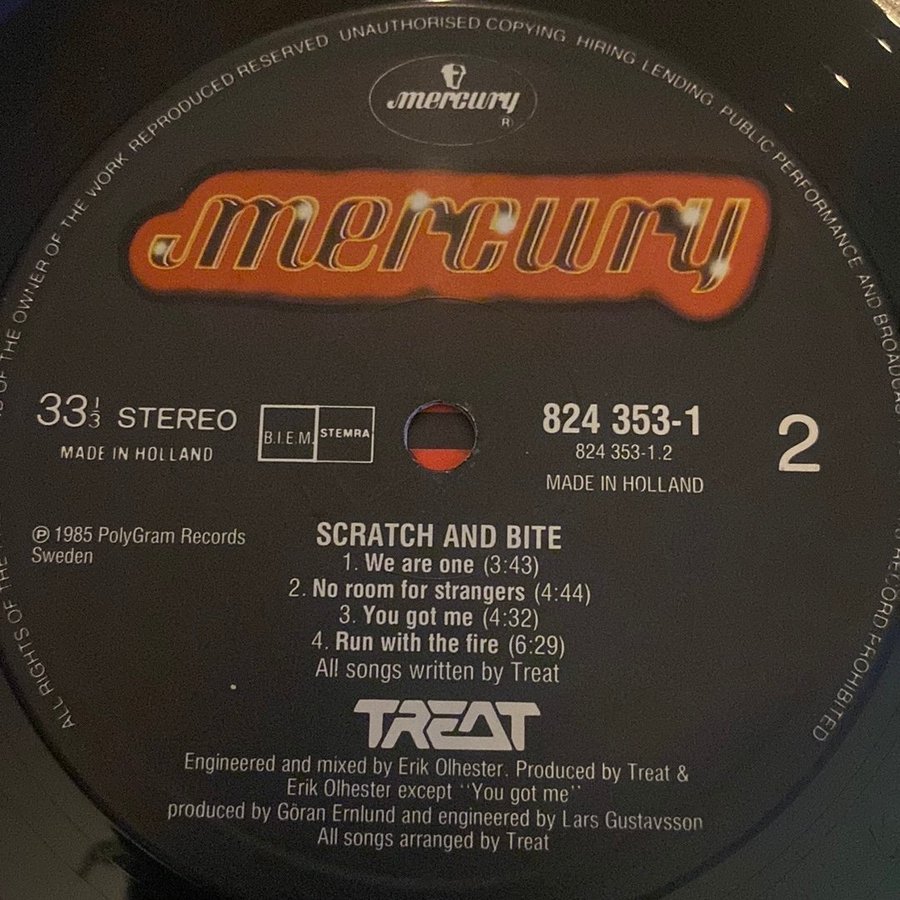 ALL RIGHTS OF THE
OF THE OWNER OF THE WORK REPRODUCED RESERVED UNAUTHORISED COPYING HIRING LENDING PUBLIC PERFORMANCE AND BROADCAS
RECORD PROHIBITED
mercury
R
mercury
33 1/3 STEREO
MADE IN HOLLAND
B.I.E.M. STEMRA
824 353-1
824 353-1.2
MADE IN HOLLAND
2
℗ 1985 PolyGram Records
Sweden
SCRATCH AND BITE
1. We are one (3:43)
2. No room for strangers (4:44)
3. You got me (4:32)
4. Run with the fire (6:29)
All songs written by Treat
TREAT
Engineered and mixed by Erik Olhester. Produced by Treat &
Erik Olhester except "You got me"
produced by Göran Ernlund and engineered by Lars Gustavsson
All songs arranged by Treat